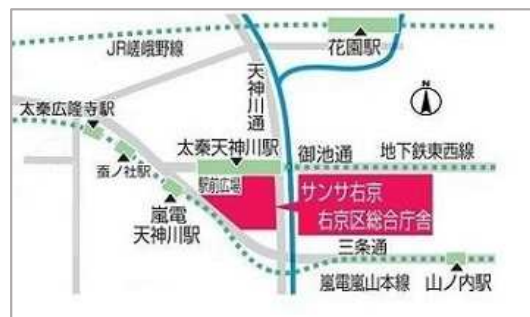 JR嵯峨野線
花園駅
天神川通
N
太秦広隆寺駅
蚕ノ社駅
太秦天神川駅
御池通
地下鉄東西線
駅前広場
サンサ右京
右京区総合庁舎
嵐電
天神川駅
三条通
嵐電嵐山本線
山ノ内駅